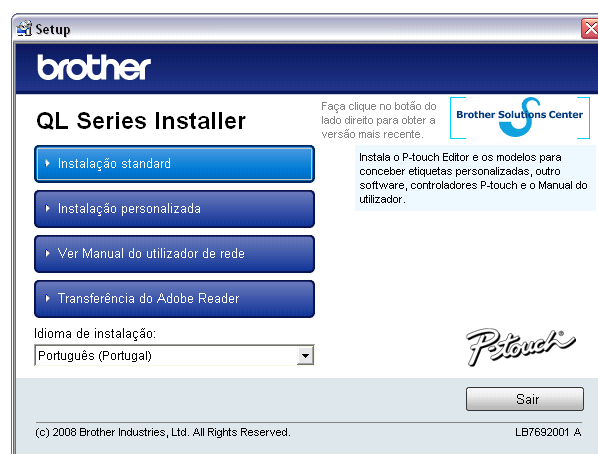 Setup
brother
QL Series Installer
Faça clique no botão do
lado direito para obter a
versão mais recente.
Brother Solutions Center
Instalação standard
Instala o P-touch Editor e os modelos para
conceber etiquetas personalizadas, outro
software, controladores P-touch e o Manual do
utilizador.
Instalação personalizada
Ver Manual do utilizador de rede
Transferência do Adobe Reader
Idioma de instalação:
Português (Portugal)
P-touch
Sair
(c) 2008 Brother Industries, Ltd. All Rights Reserved.
LB7692001 A